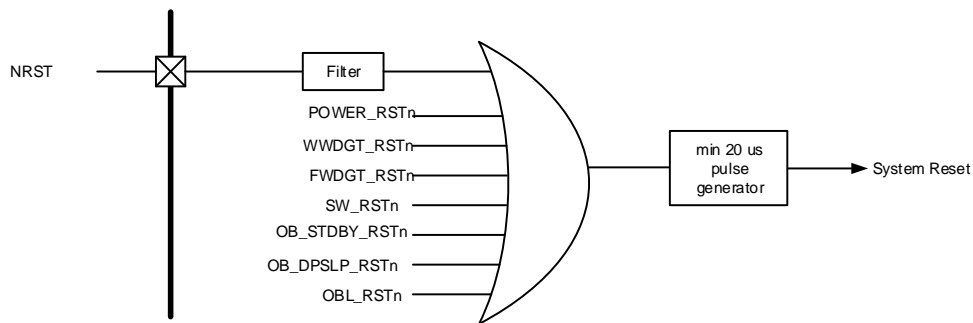 NRST
Filter
POWER_RSTn
WWDGT_RSTn
FWDGT_RSTn
SW_RSTn
OB_STDBY_RSTn
OB_DPSLP_RSTn
OBL_RSTn
min 20 us
pulse
generator
System Reset